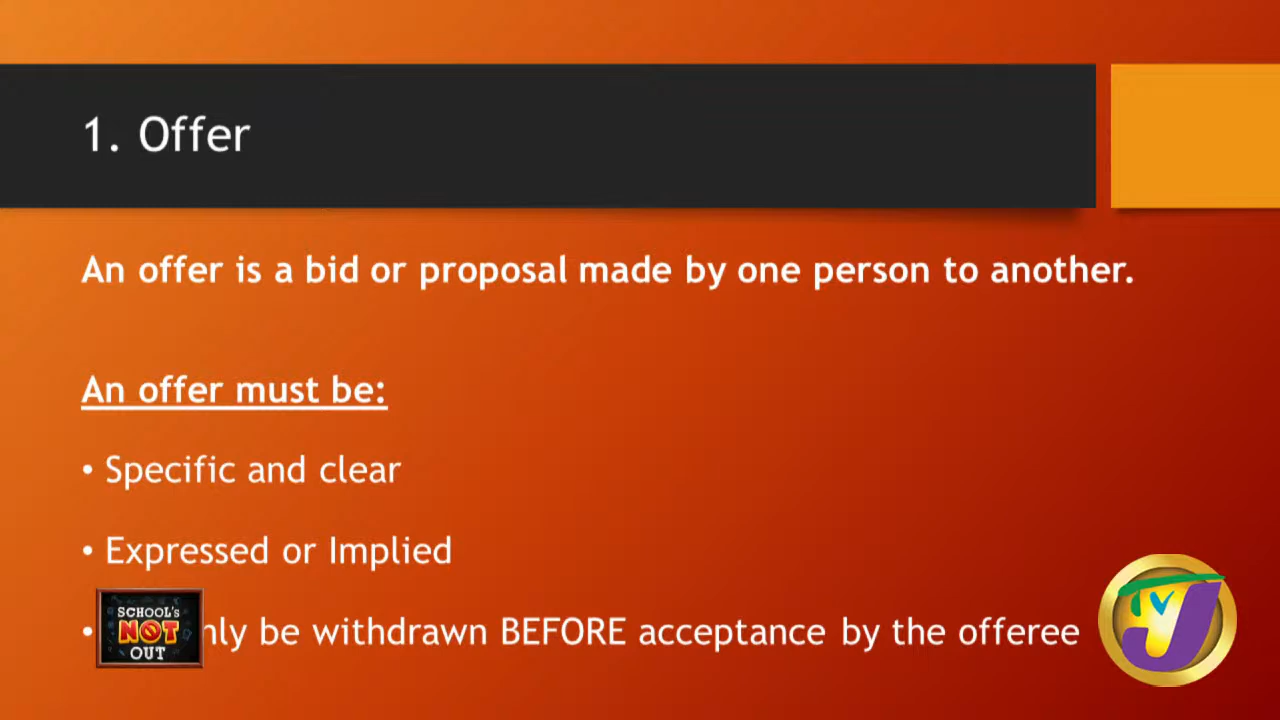 1. Offer
An offer is a bid or proposal made by one person to another.
An offer must be:
• Specific and clear
• Expressed or Implied
• nly be withdrawn BEFORE acceptance by the offeree
SCHOOL'S
NOT
OUT
TVJ